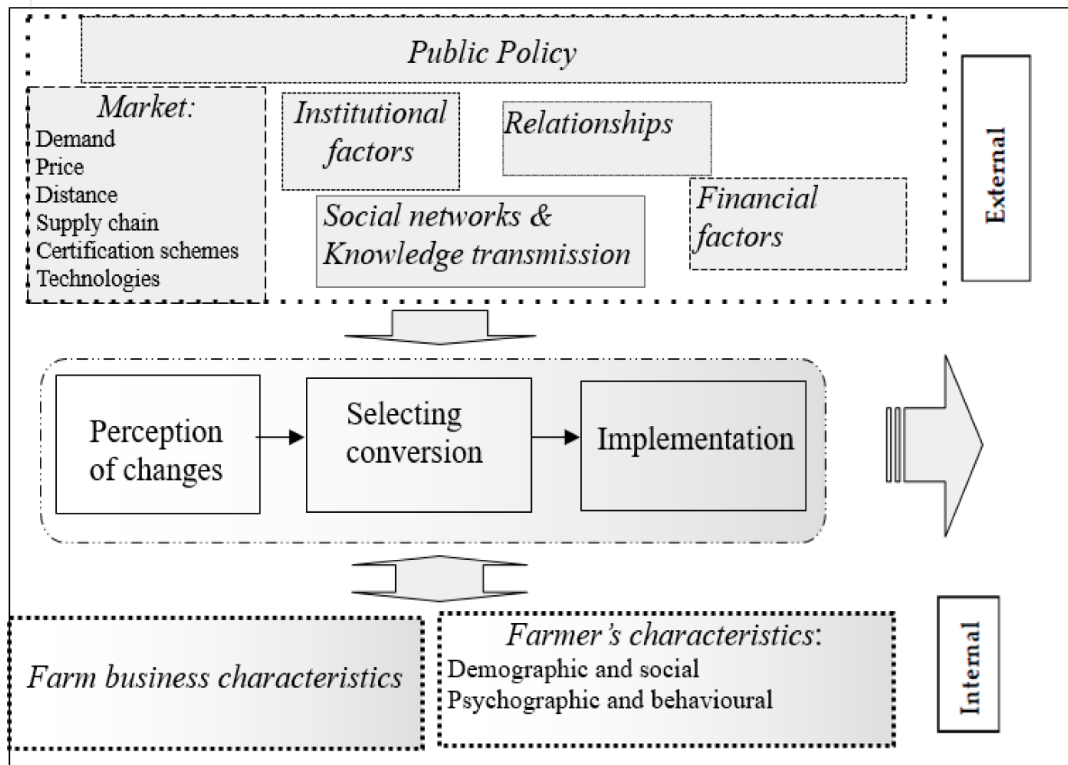 Public Policy
Market:
Demand
Price
Distance
Supply chain
Certification schemes
Technologies
Institutional
factors
Relationships
Social networks &
Knowledge transmission
Financial
factors
External
Perception
of changes
Selecting
conversion
Implementation
Farm business characteristics
Farmer’s characteristics:
Demographic and social
Psychographic and behavioural
Internal